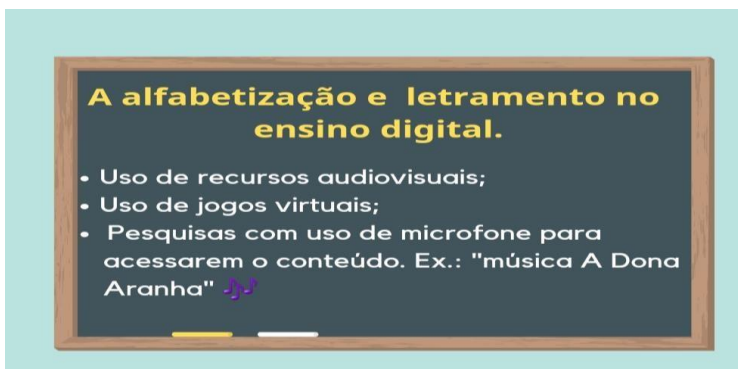 A alfabetização e letramento no
ensino digital.
• Uso de recursos audiovisuais;
• Uso de jogos virtuais;
• Pesquisas com uso de microfone para
acessarem o conteúdo. Ex.: "música A Dona
Aranha" 🎶